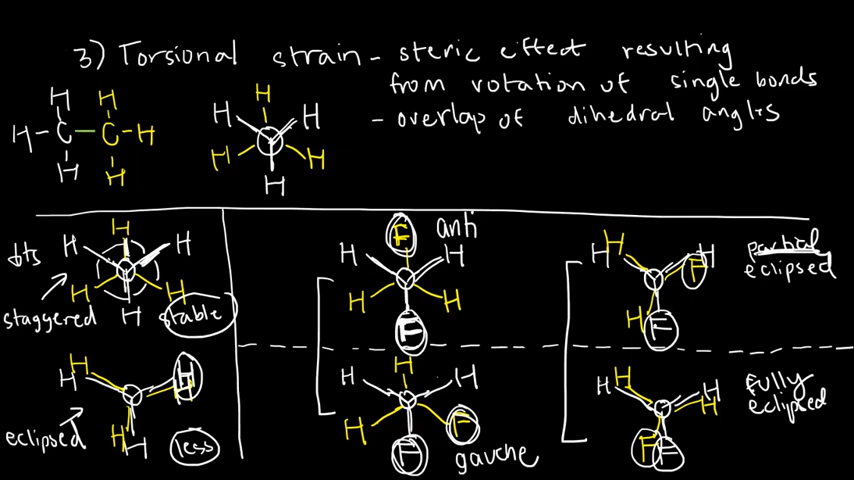 3) Torsional strain - steric effect resulting
from rotation of single bonds
- overlap of dihedral angles
H H
H-C-C-H
H H
H
H H
H H
H
dts
H
H H
H H
H
staggered
stable
H H
H H
H H
eclipsed
less
anti
F
H H
H H
F
H
H H
H F
F
gauche
partial
eclipsed
H H H
F
H F
fully
eclipsed
H H H
H
F F